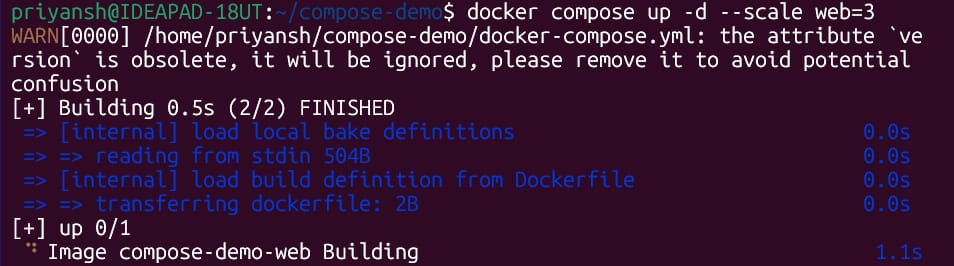 priyansh@IDEAPAD-18UT:~/compose-demo$ docker compose up -d --scale web=3
WARN[0000] /home/priyansh/compose-demo/docker-compose.yml: the attribute `ve
rsion` is obsolete, it will be ignored, please remove it to avoid potential
confusion
[+] Building 0.5s (2/2) FINISHED
=> [internal] load local bake definitions 0.0s
=> => reading from stdin 504B 0.0s
=> [internal] load build definition from Dockerfile 0.0s
=> => transferring dockerfile: 2B 0.0s
[+] up 0/1
⠙ Image compose-demo-web Building 1.1s